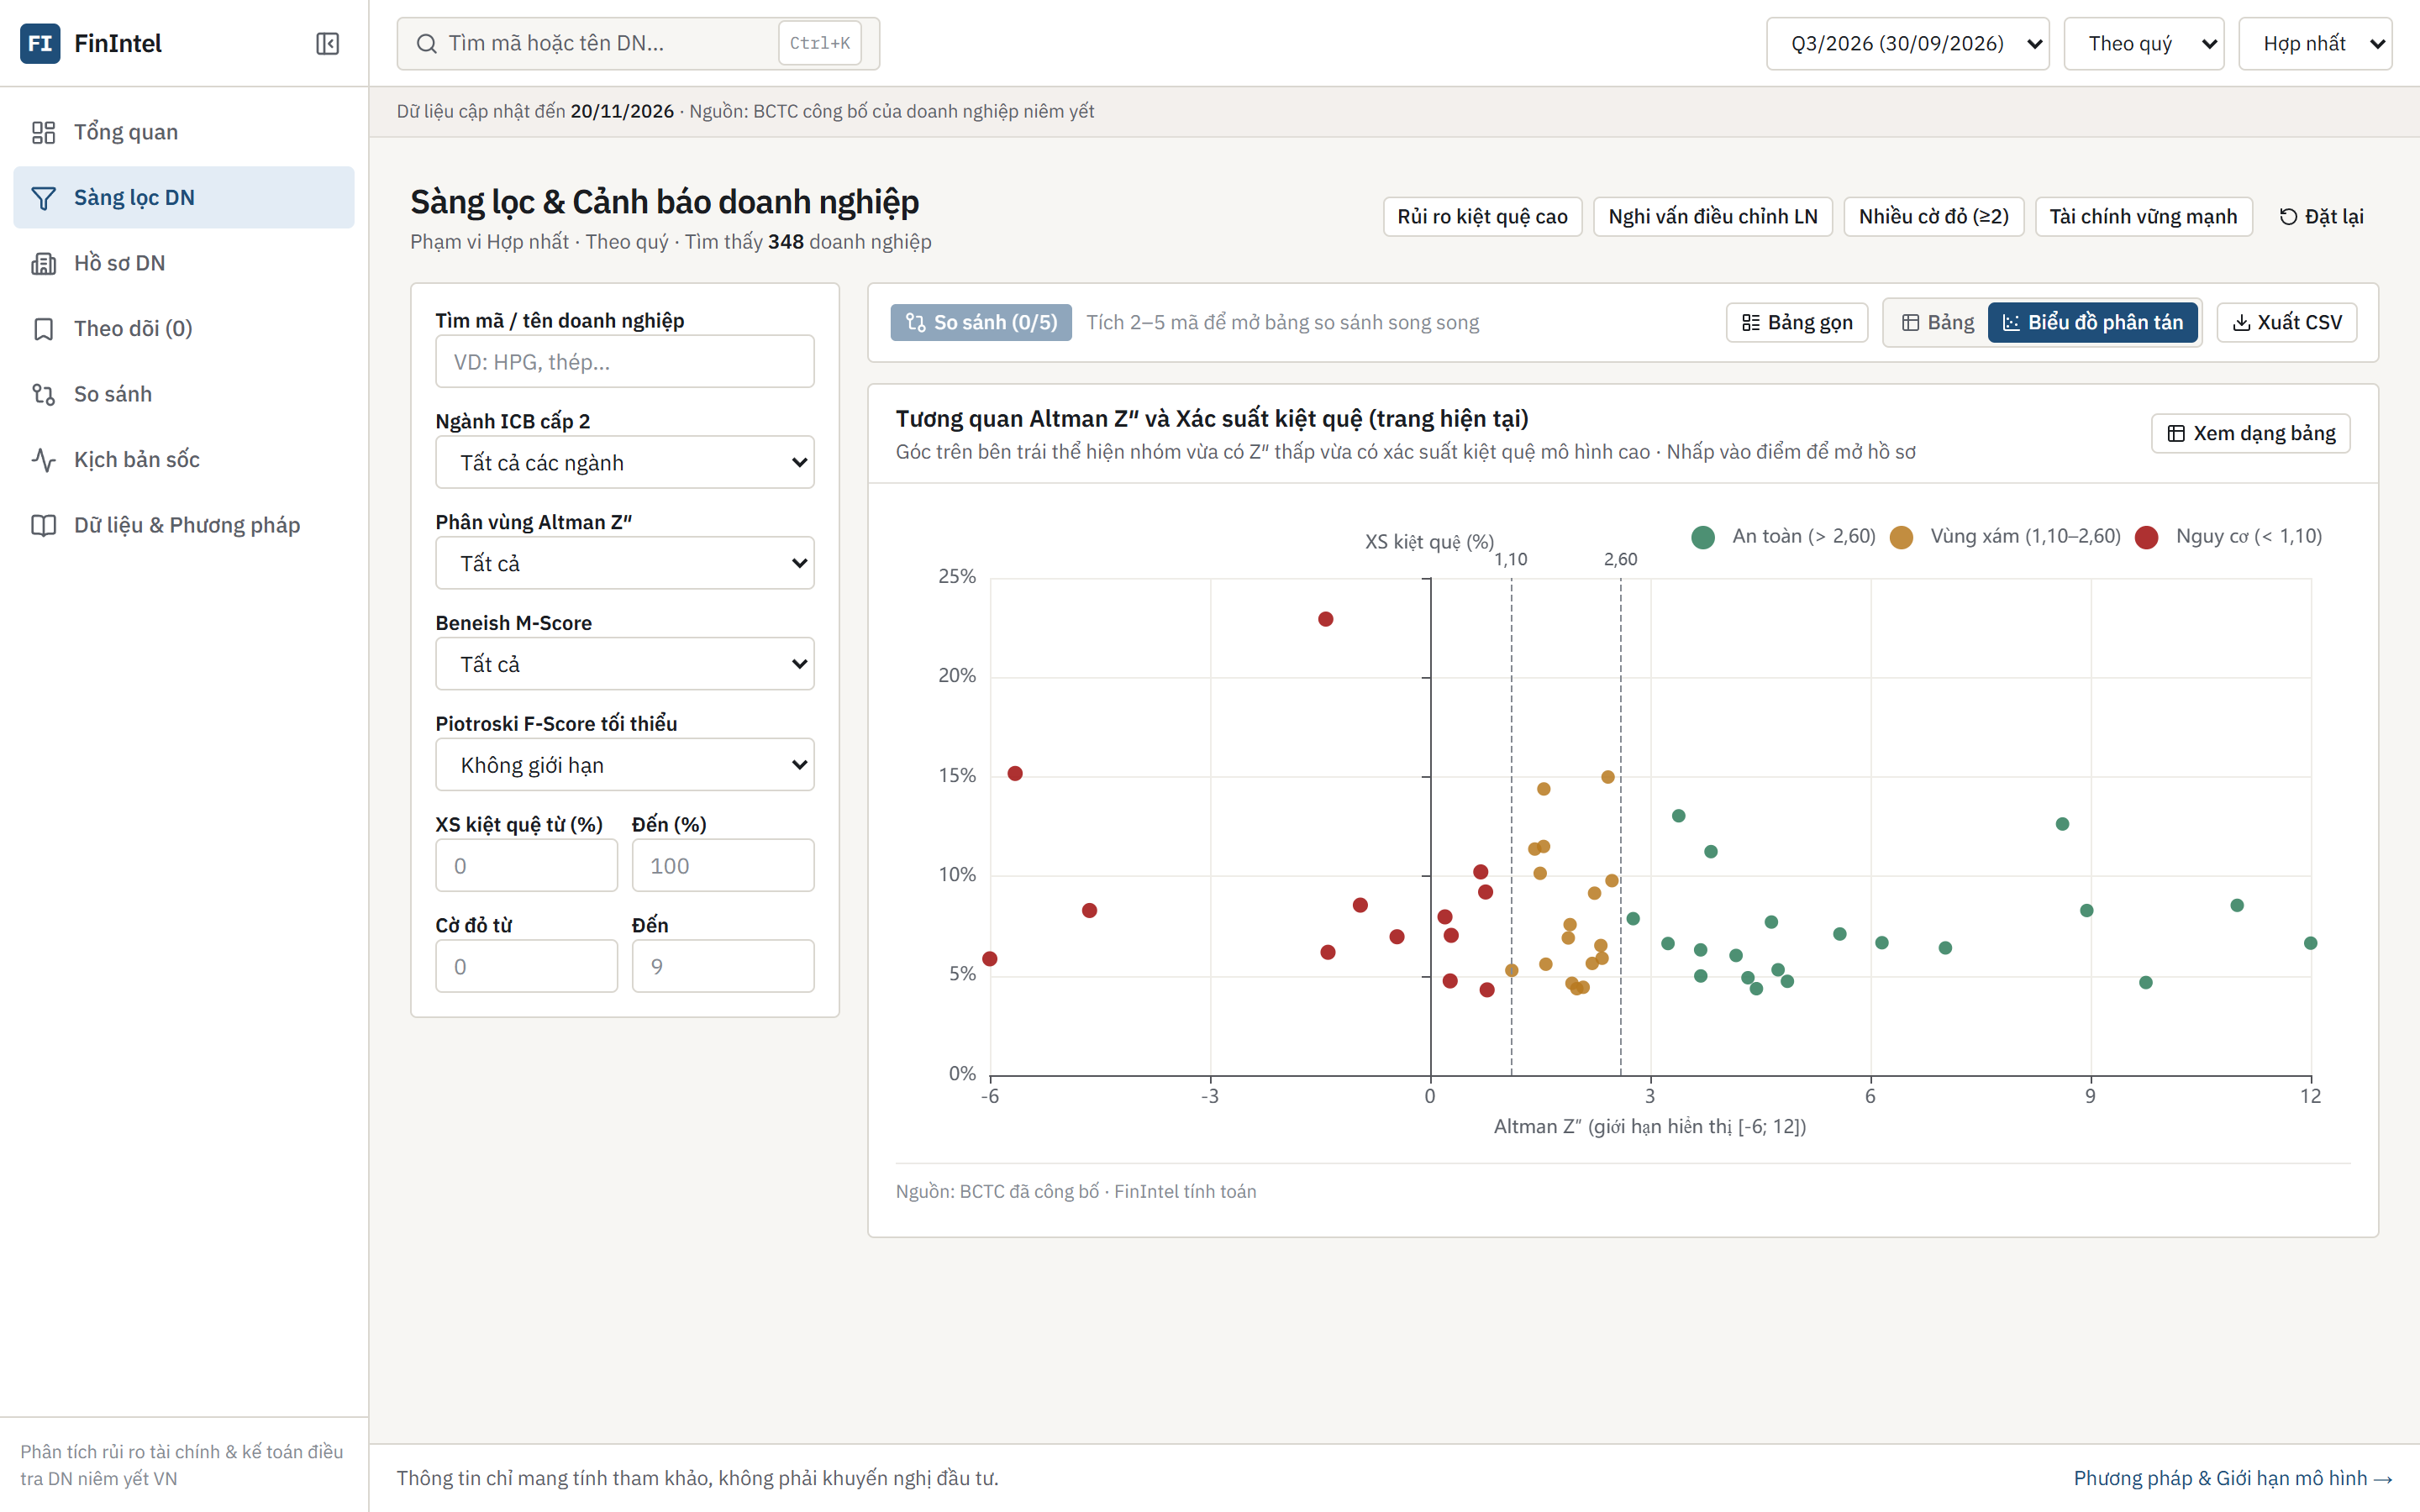 FI FinIntel
Tìm mã hoặc tên DN... Ctrl+K
Q3/2026 (30/09/2026) Theo quý Hợp nhất
Dữ liệu cập nhật đến 20/11/2026 · Nguồn: BCTC công bố của doanh nghiệp niêm yết
Tổng quan
Sàng lọc DN
Hồ sơ DN
Theo dõi (0)
So sánh
Kịch bản sốc
Dữ liệu & Phương pháp
Phân tích rủi ro tài chính & kế toán điều
tra DN niêm yết VN
Sàng lọc & Cảnh báo doanh nghiệp
Phạm vi Hợp nhất · Theo quý · Tìm thấy 348 doanh nghiệp
Rủi ro kiệt quệ cao Nghi vấn điều chỉnh LN Nhiều cờ đỏ (≥2) Tài chính vững mạnh Đặt lại
Tìm mã / tên doanh nghiệp
VD: HPG, thép...
Ngành ICB cấp 2
Tất cả các ngành
Phân vùng Altman Z″
Tất cả
Beneish M-Score
Tất cả
Piotroski F-Score tối thiểu
Không giới hạn
XS kiệt quệ từ (%) Đến (%)
0 100
Cờ đỏ từ Đến
0 9
So sánh (0/5) Tích 2–5 mã để mở bảng so sánh song song
Bảng gọn Bảng Biểu đồ phân tán Xuất CSV
Tương quan Altman Z″ và Xác suất kiệt quệ (trang hiện tại)
Góc trên bên trái thể hiện nhóm vừa có Z″ thấp vừa có xác suất kiệt quệ mô hình cao · Nhấp vào điểm để mở hồ sơ
Xem dạng bảng
An toàn (> 2,60) Vùng xám (1,10–2,60) Nguy cơ (< 1,10)
XS kiệt quệ (%)
1,10 2,60
25%
20%
15%
10%
5%
0%
-6 -3 0 3 6 9 12
Altman Z″ (giới hạn hiển thị [-6; 12])
Nguồn: BCTC đã công bố · FinIntel tính toán
Thông tin chỉ mang tính tham khảo, không phải khuyến nghị đầu tư.
Phương pháp & Giới hạn mô hình →